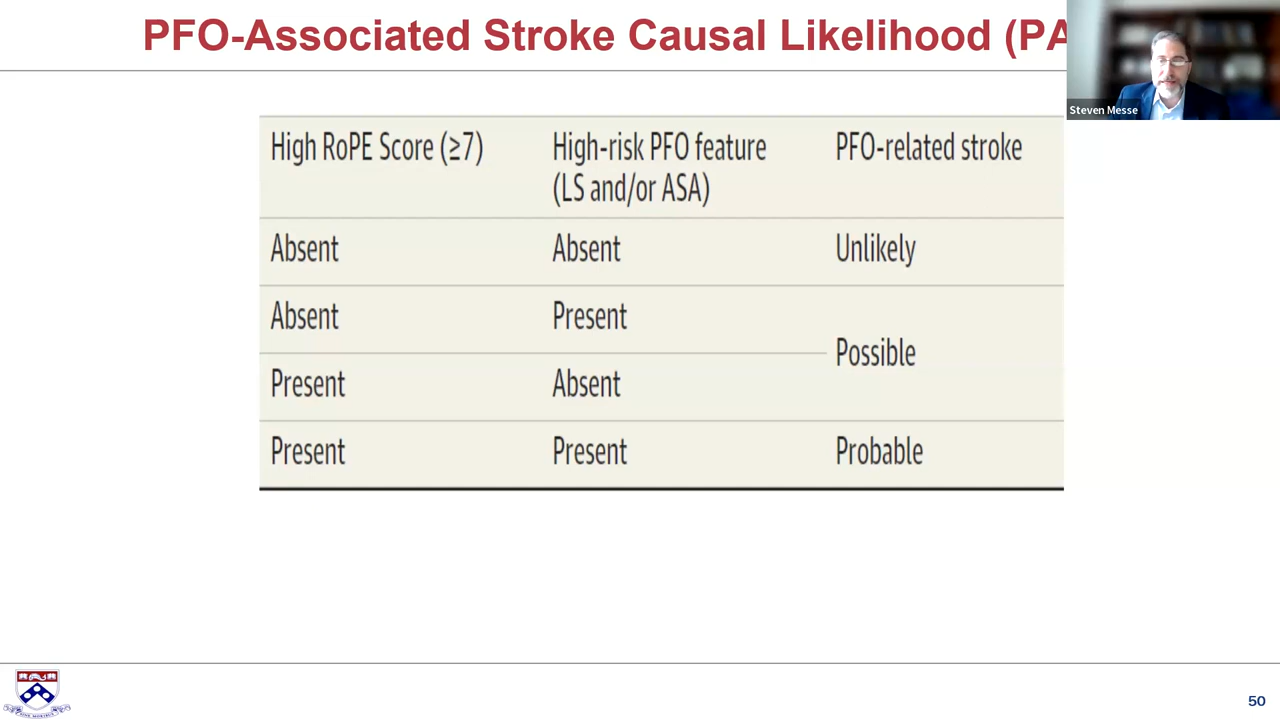 PFO-Associated Stroke Causal Likelihood (PA
Steven Messe
High RoPE Score (≥7) High-risk PFO feature PFO-related stroke
(LS and/or ASA)
Absent Absent Unlikely
Absent Present
Possible
Present Absent
Present Present Probable
50